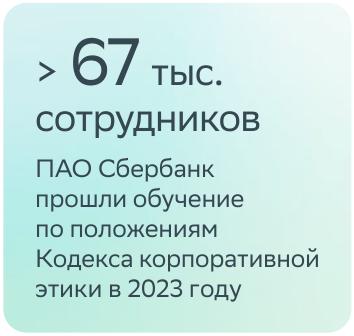 > 67 тыс.
сотрудников
ПАО Сбербанк
прошли обучение
по положениям
Кодекса корпоративной
этики в 2023 году